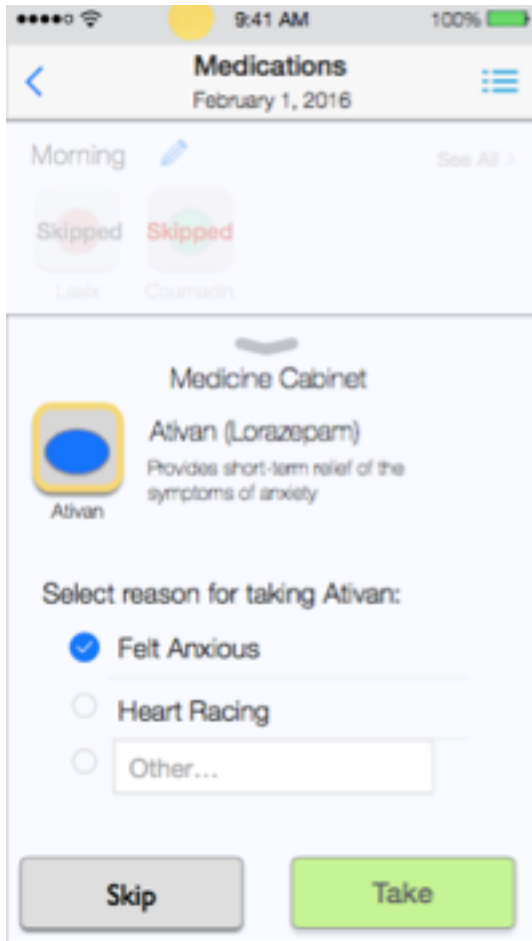 9:41 AM 100%
Medications
February 1, 2016
Morning See All >
Skipped Skipped
Lasix Coumadin
Medicine Cabinet
Ativan (Lorazepam)
Provides short-term relief of the
symptoms of anxiety
Ativan
Select reason for taking Ativan:
Felt Anxious
Heart Racing
Other...
Skip Take